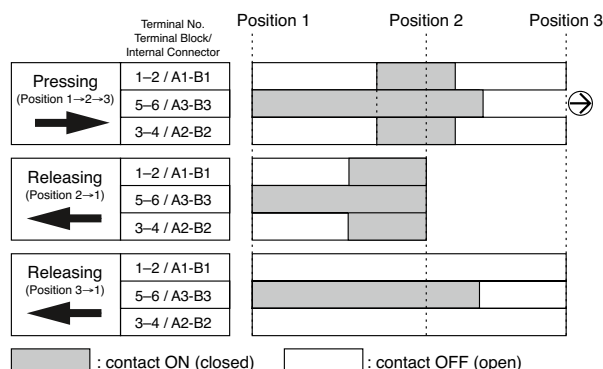 Terminal No.
Terminal Block/
Internal Connector
Position 1
Position 2
Position 3
Pressing
(Position 1→2→3)
1–2 / A1-B1
5–6 / A3-B3
3–4 / A2-B2
Releasing
(Position 2→1)
1–2 / A1-B1
5–6 / A3-B3
3–4 / A2-B2
Releasing
(Position 3→1)
1–2 / A1-B1
5–6 / A3-B3
3–4 / A2-B2
: contact ON (closed)
: contact OFF (open)